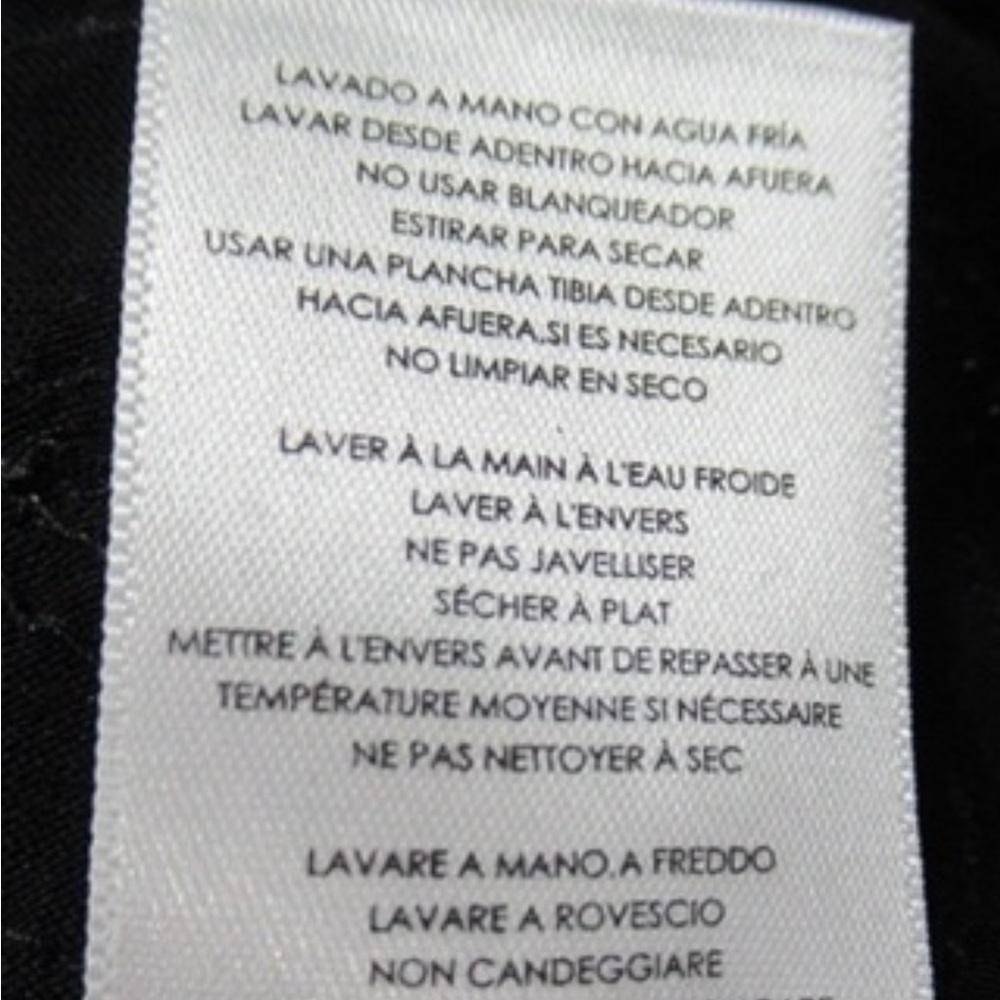 LAVADO A MANO CON AGUA FRÍA
LAVAR DESDE ADENTRO HACIA AFUERA
NO USAR BLANQUEADOR
ESTIRAR PARA SECAR
USAR UNA PLANCHA TIBIA DESDE ADENTRO
HACIA AFUERA.SI ES NECESARIO
NO LIMPIAR EN SECO
LAVER À LA MAIN À L'EAU FROIDE
LAVER À L'ENVERS
NE PAS JAVELLISER
SÉCHER À PLAT
METTRE À L'ENVERS AVANT DE REPASSER À UNE
TEMPÉRATURE MOYENNE SI NÉCESSAIRE
NE PAS NETTOYER À SEC
LAVARE A MANO.A FREDDO
LAVARE A ROVESCIO
NON CANDEGGIARE